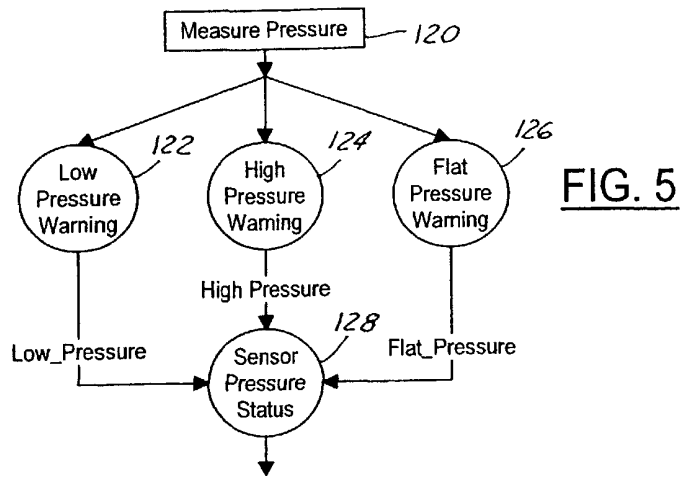 Measure Pressure
120
122
124
126
Low
Pressure
Warning
High
Pressure
Warning
Flat
Pressure
Warning
FIG. 5
High Pressure
Low_Pressure
128
Flat_Pressure
Sensor
Pressure
Status